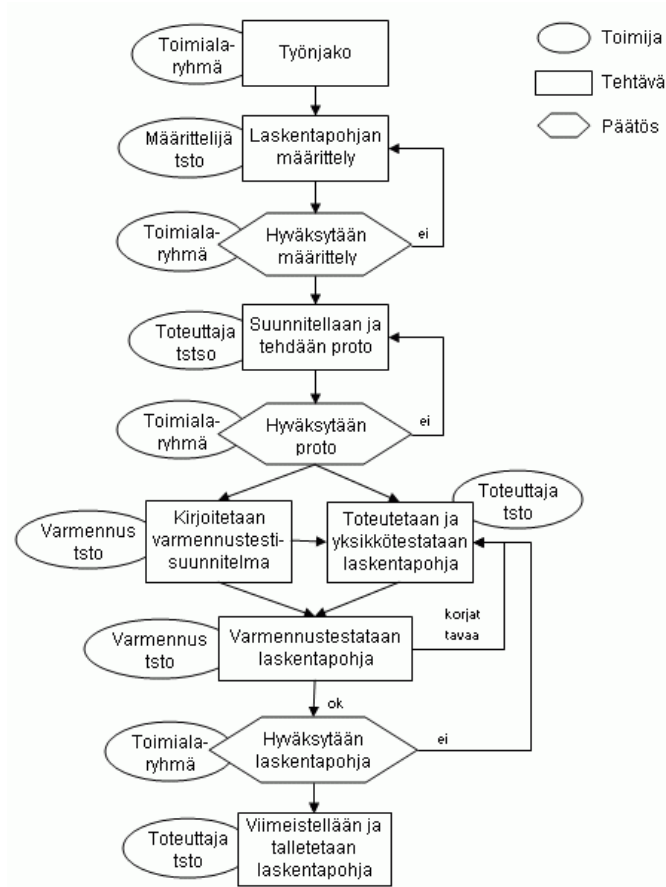 Toimiala-
ryhmä
Työnjako
Toimija
Tehtävä
Päätös
Määrittelijä
tsto
Laskentapohjan
määrittely
Toimiala-
ryhmä
Hyväksytään
määrittely
ei
Toteuttaja
tstso
Suunnitellaan ja
tehdään proto
Toimiala-
ryhmä
Hyväksytään
proto
ei
Toteuttaja
tsto
Varmennus
tsto
Kirjoitetaan
varmennustesti-
suunnitelma
Toteutetaan ja
yksikkötestataan
laskentapohja
Varmennus
tsto
Varmennustestataan
laskentapohja
korjat
tavaa
ok
Toimiala-
ryhmä
Hyväksytään
laskentapohja
ei
Toteuttaja
tsto
Viimeistellään ja
talletetaan
laskentapohja